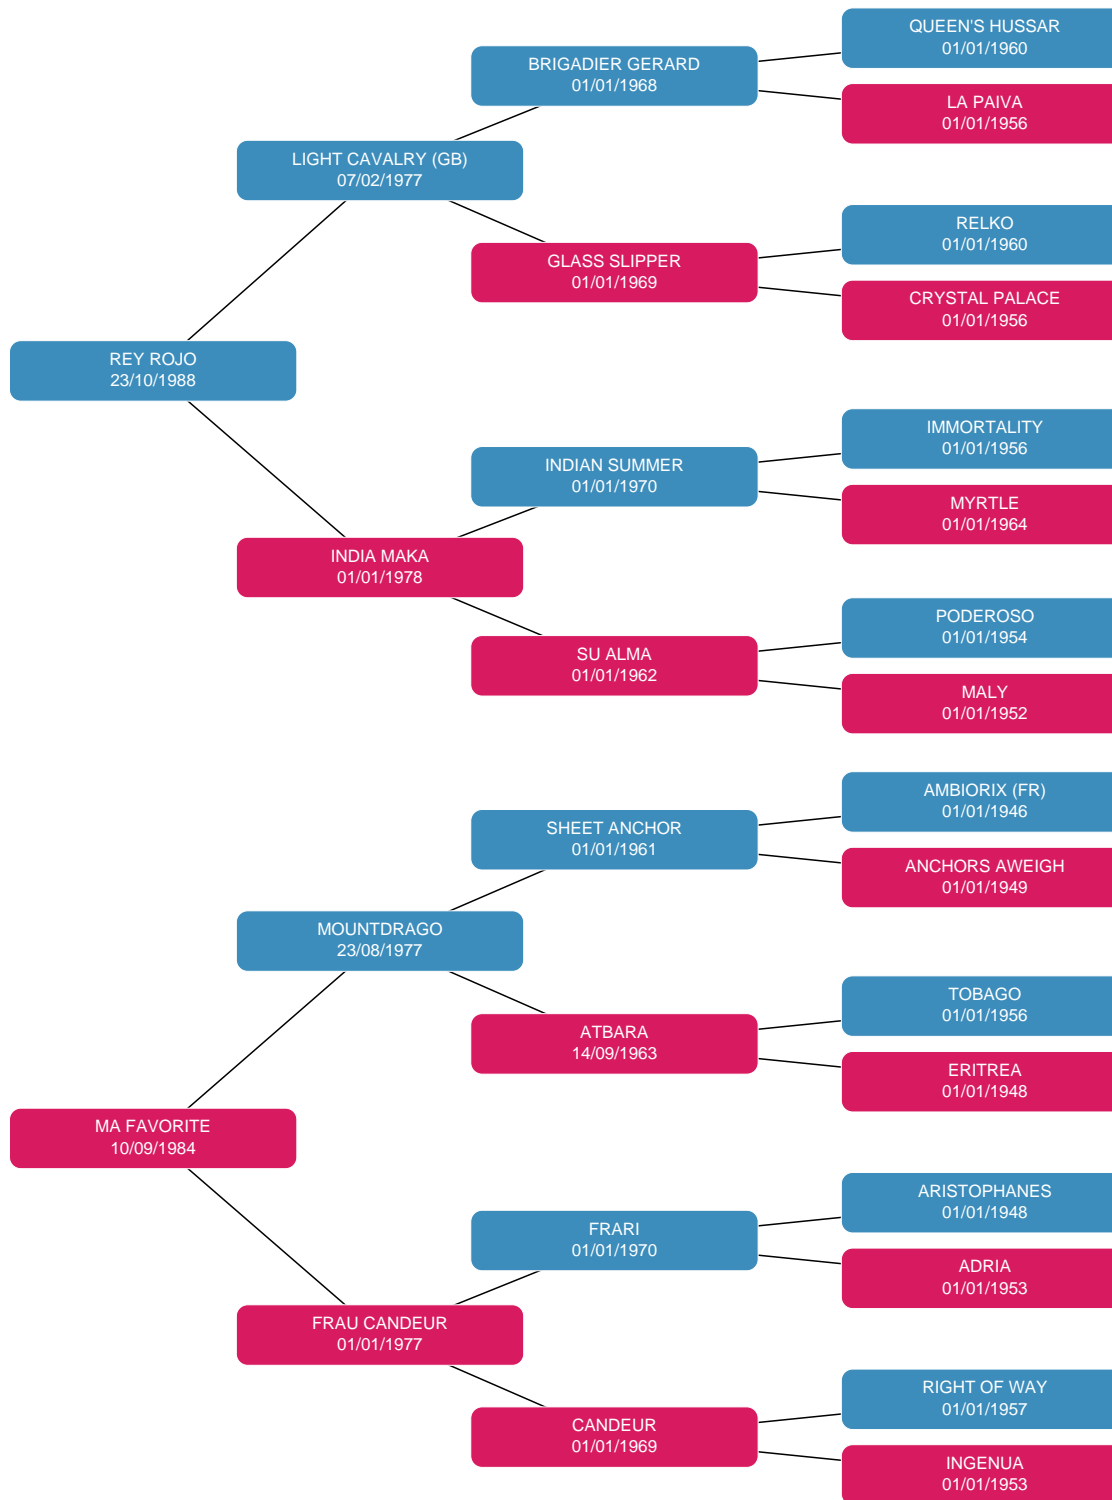 QUEEN'S HUSSAR
01/01/1960
BRIGADIER GERARD
01/01/1968
LA PAIVA
01/01/1956
LIGHT CAVALRY (GB)
07/02/1977
RELKO
01/01/1960
GLASS SLIPPER
01/01/1969
CRYSTAL PALACE
01/01/1956
REY ROJO
23/10/1988
IMMORTALITY
01/01/1956
INDIAN SUMMER
01/01/1970
MYRTLE
01/01/1964
INDIA MAKA
01/01/1978
PODEROSO
01/01/1954
SU ALMA
01/01/1962
MALY
01/01/1952
AMBIORIX (FR)
01/01/1946
SHEET ANCHOR
01/01/1961
ANCHORS AWEIGH
01/01/1949
MOUNTDRAGO
23/08/1977
TOBAGO
01/01/1956
ATBARA
14/09/1963
ERITREA
01/01/1948
MA FAVORITE
10/09/1984
ARISTOPHANES
01/01/1948
FRARI
01/01/1970
ADRIA
01/01/1953
FRAU CANDEUR
01/01/1977
RIGHT OF WAY
01/01/1957
CANDEUR
01/01/1969
INGENUA
01/01/1953